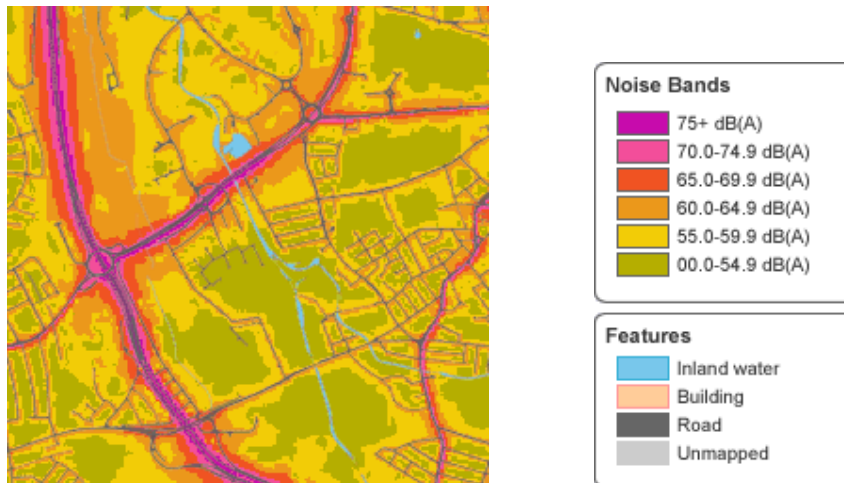 Noise Bands
75+ dB(A)
70.0-74.9 dB(A)
65.0-69.9 dB(A)
60.0-64.9 dB(A)
55.0-59.9 dB(A)
00.0-54.9 dB(A)
Features
Inland water
Building
Road
Unmapped